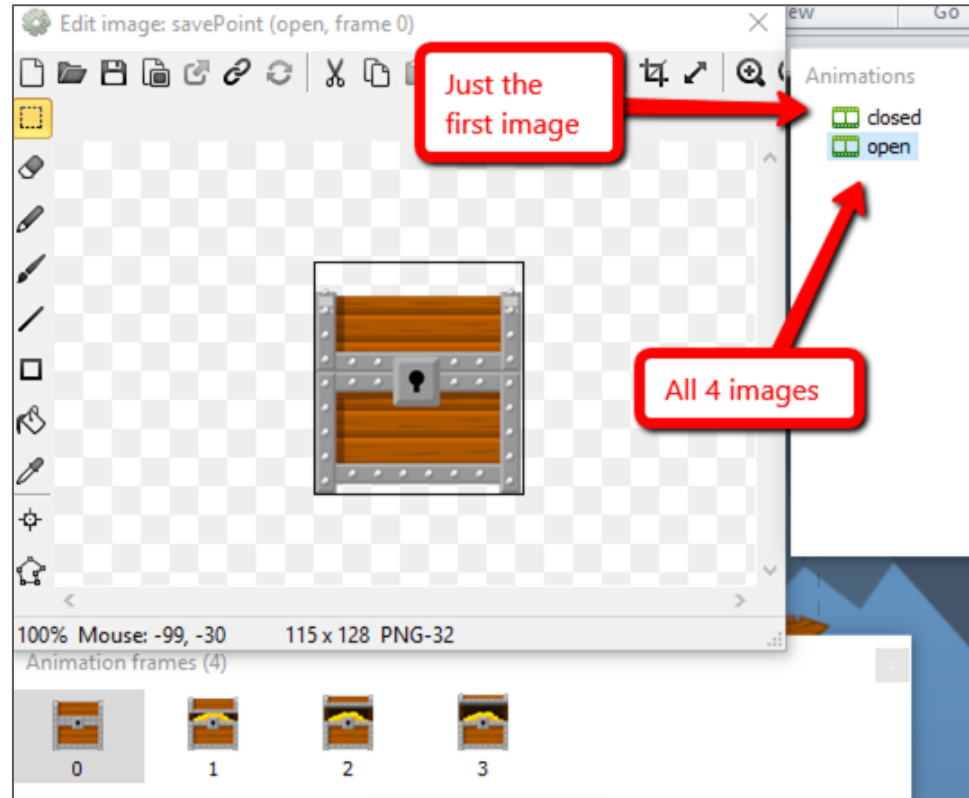 Edit image: savePoint (open, frame 0)
ew
Go
Just the
first image
Animations
closed
open
All 4 images
100% Mouse: -99, -30 115 x 128 PNG-32
Animation frames (4)
0 1 2 3